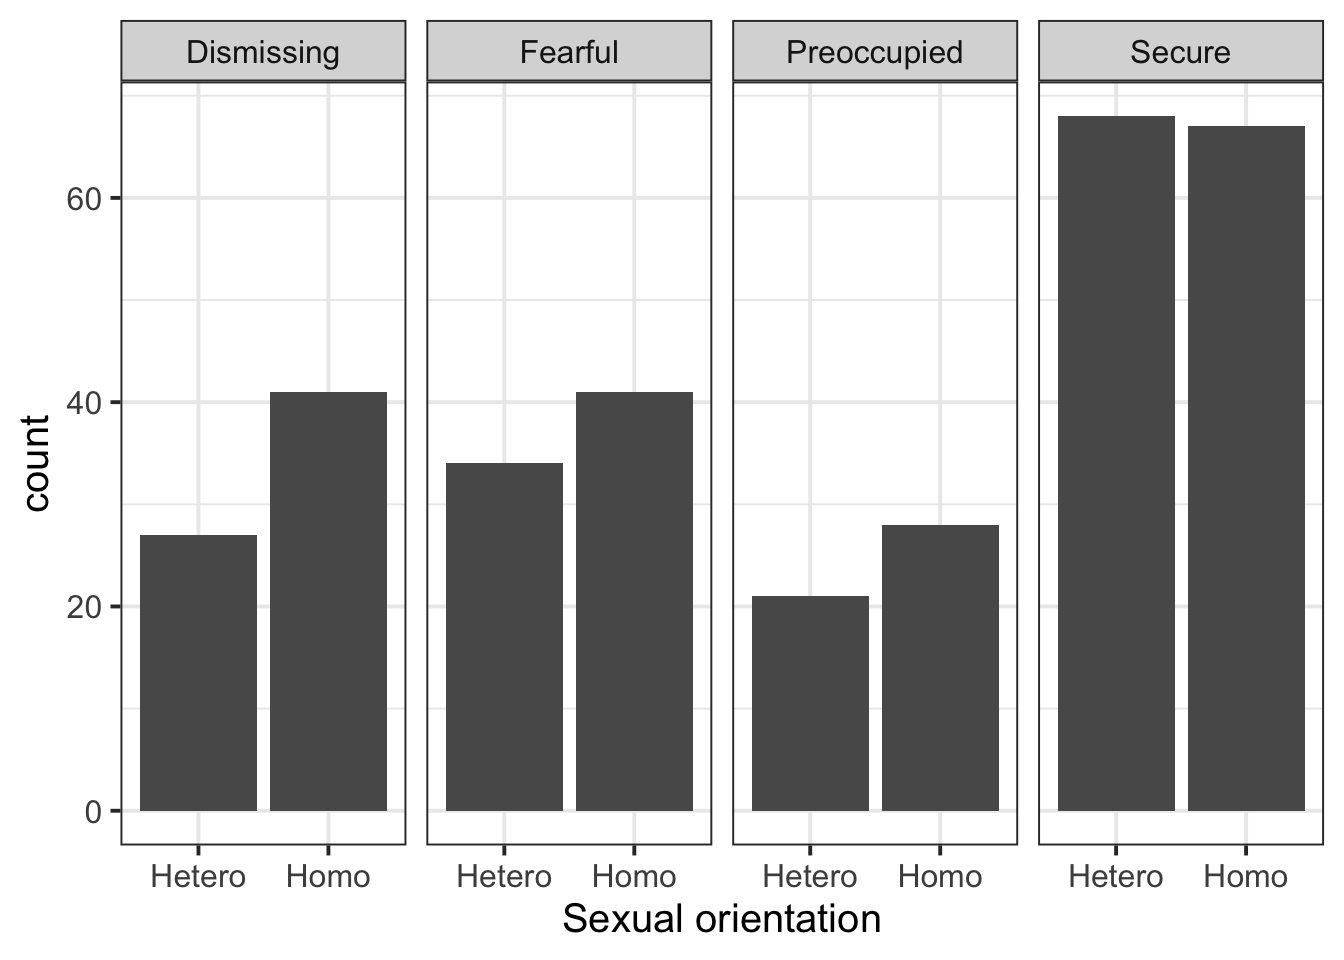 Dismissing Fearful Preoccupied Secure
60
40
20
0
count
Hetero Homo Hetero Homo Hetero Homo Hetero Homo
Sexual orientation